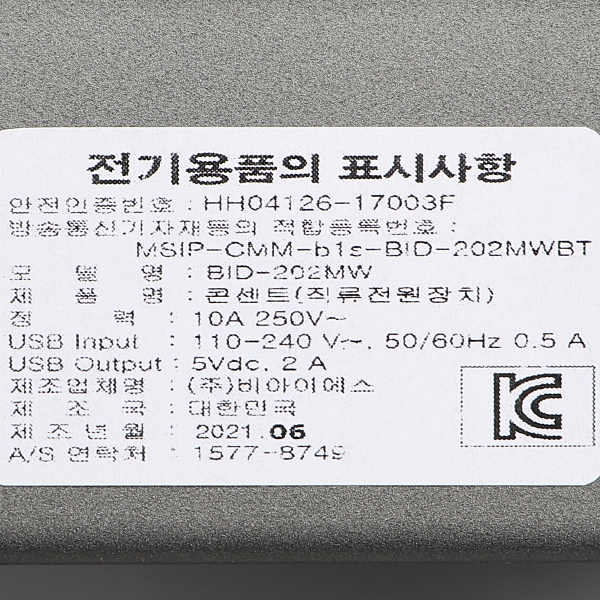 전기용품의 표시사항
안전인증번호 : HH04126-17003F
방송통신기자재등의 적합등록번호 :
MSIP-CMM-b1s-BID-202MWBT
모 델 명 : BID-202MW
제 품 명 : 콘센트(직류전원장치)
정 격 : 10A 250V~
USB Input : 110-240 V~, 50/60Hz 0.5 A
USB Output : 5Vdc, 2 A
제조업체명 : (주)비아이에스
제 조 국 : 대한민국
제 조 년 월 : 2021. 06
A/S 연락처 : 1577-8749
KC